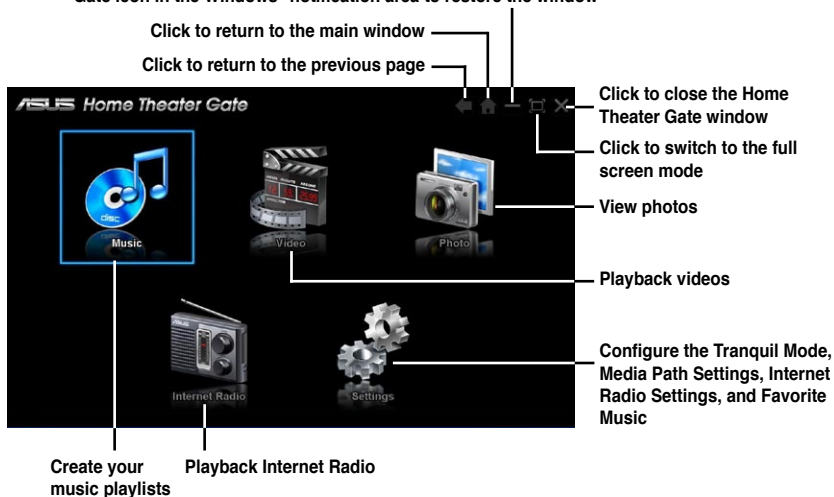 Gate icon in the Windows® notification area to restore the window
Click to return to the main window
Click to return to the previous page
ASUS Home Theater Gate
Click to close the Home
Theater Gate window
Click to switch to the full
screen mode
disc
Music
Video
Photo
View photos
Playback videos
ASUS
Internet Radio
Settings
Configure the Tranquil Mode,
Media Path Settings, Internet
Radio Settings, and Favorite
Music
Create your
music playlists
Playback Internet Radio